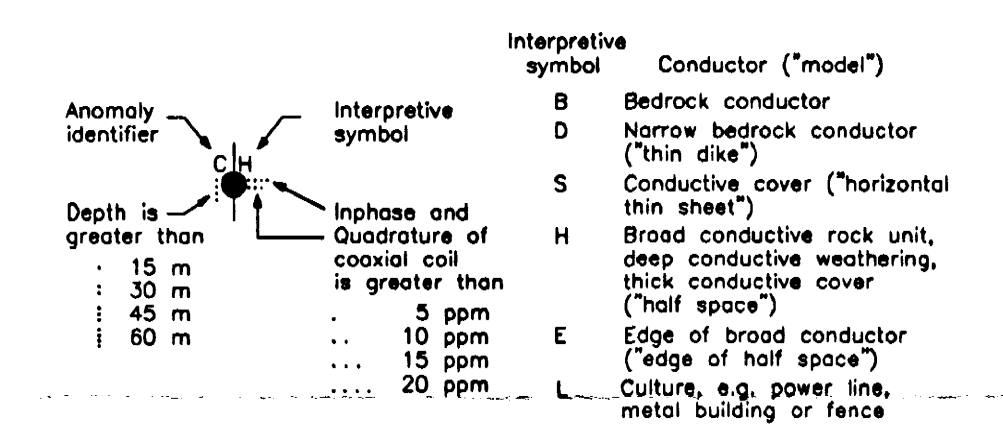 Anomaly
identifier
Interpretive
symbol
C H
Depth is
greater than
. 15 m
: 30 m
⋮ 45 m
⁞ 60 m
Inphase and
Quadrature of
coaxial coil
is greater than
. 5 ppm
.. 10 ppm
... 15 ppm
.... 20 ppm
Interpretive
symbol Conductor ("model")
B Bedrock conductor
D Narrow bedrock conductor
("thin dike")
S Conductive cover ("horizontal
thin sheet")
H Broad conductive rock unit,
deep conductive weathering,
thick conductive cover
("half space")
E Edge of broad conductor
("edge of half space")
L Culture, e.g. power line,
metal building or fence